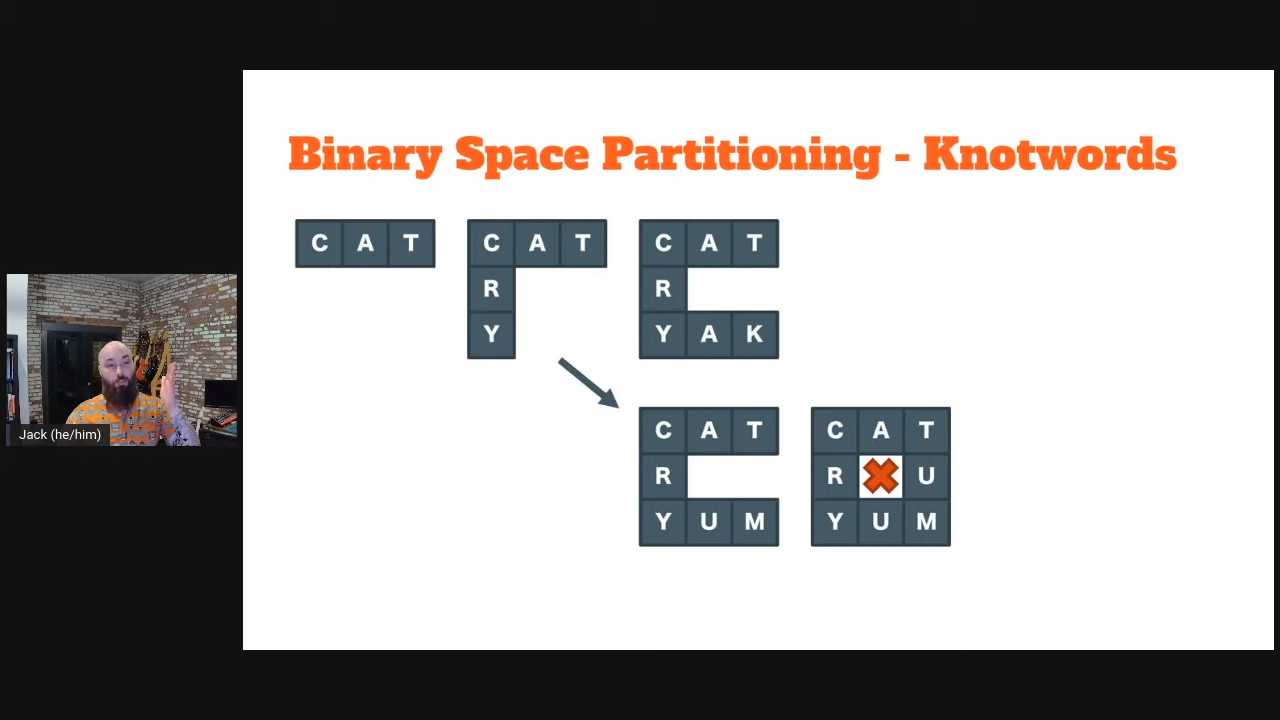 Binary Space Partitioning - Knotwords
C A T
C A T
R
Y
C A T
R
Y A K
C A T
R
Y U M
C A T
R U
Y U M
Jack (he/him)